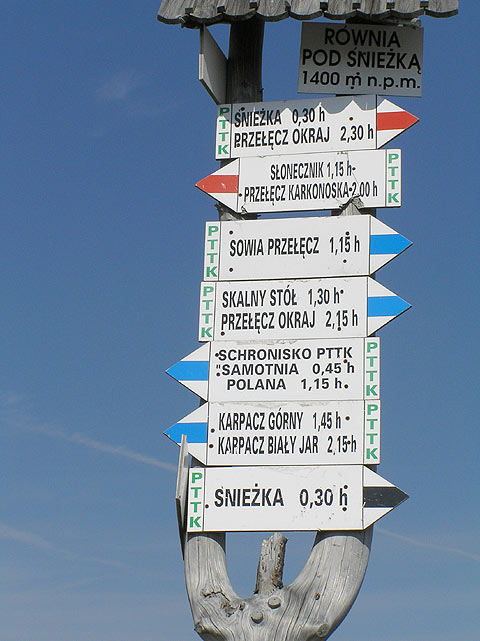 RÓWNIA
POD ŚNIEŻKĄ
1400 m n.p.m.
PTTK
ŚNIEŻKA 0,30 h
PRZEŁĘCZ OKRAJ 2,30 h
SŁONECZNIK 1,15 h
PRZEŁĘCZ KARKONOSKA 2,00 h
PTTK
PTTK
SOWIA PRZEŁĘCZ 1,15 h
PTTK
SKALNY STÓŁ 1,30 h
PRZEŁĘCZ OKRAJ 2,15 h
SCHRONISKO PTTK
"SAMOTNIA 0,45 h
POLANA 1,15 h
PTTK
KARPACZ GÓRNY 1,45 h
KARPACZ BIAŁY JAR 2,15 h
PTTK
PTTK
ŚNIEŻKA 0,30 h